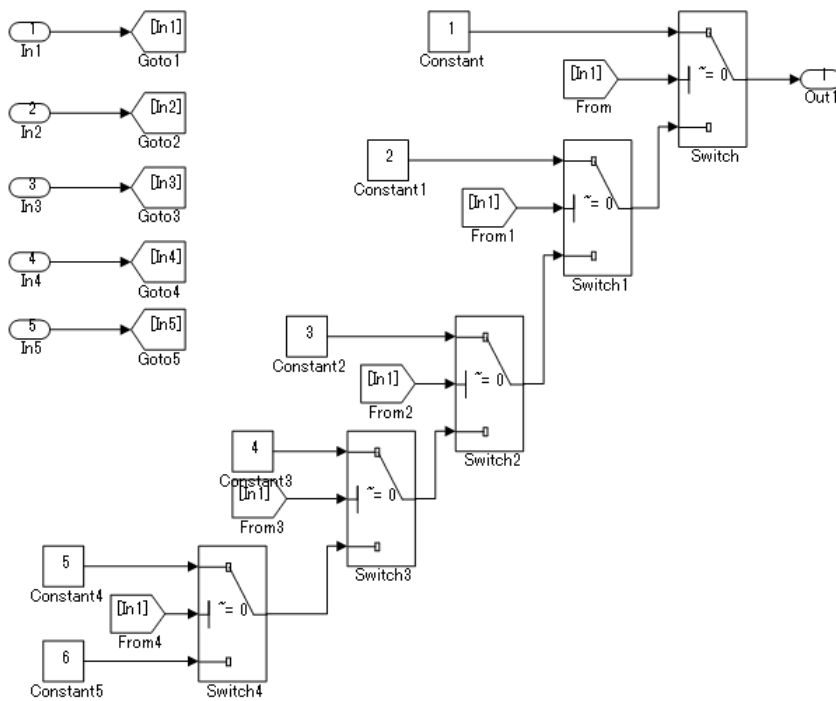 1
In1
[In1]
Goto1
2
In2
[In2]
Goto2
3
In3
[In3]
Goto3
4
In4
[In4]
Goto4
5
In5
[In5]
Goto5
1
Constant
[In1]
From
~= 0
Switch
1
Out1
2
Constant1
[In1]
From1
~= 0
Switch1
3
Constant2
[In1]
From2
~= 0
Switch2
4
Constant3
[In1]
From3
~= 0
Switch3
5
Constant4
[In1]
From4
~= 0
6
Constant5
Switch4